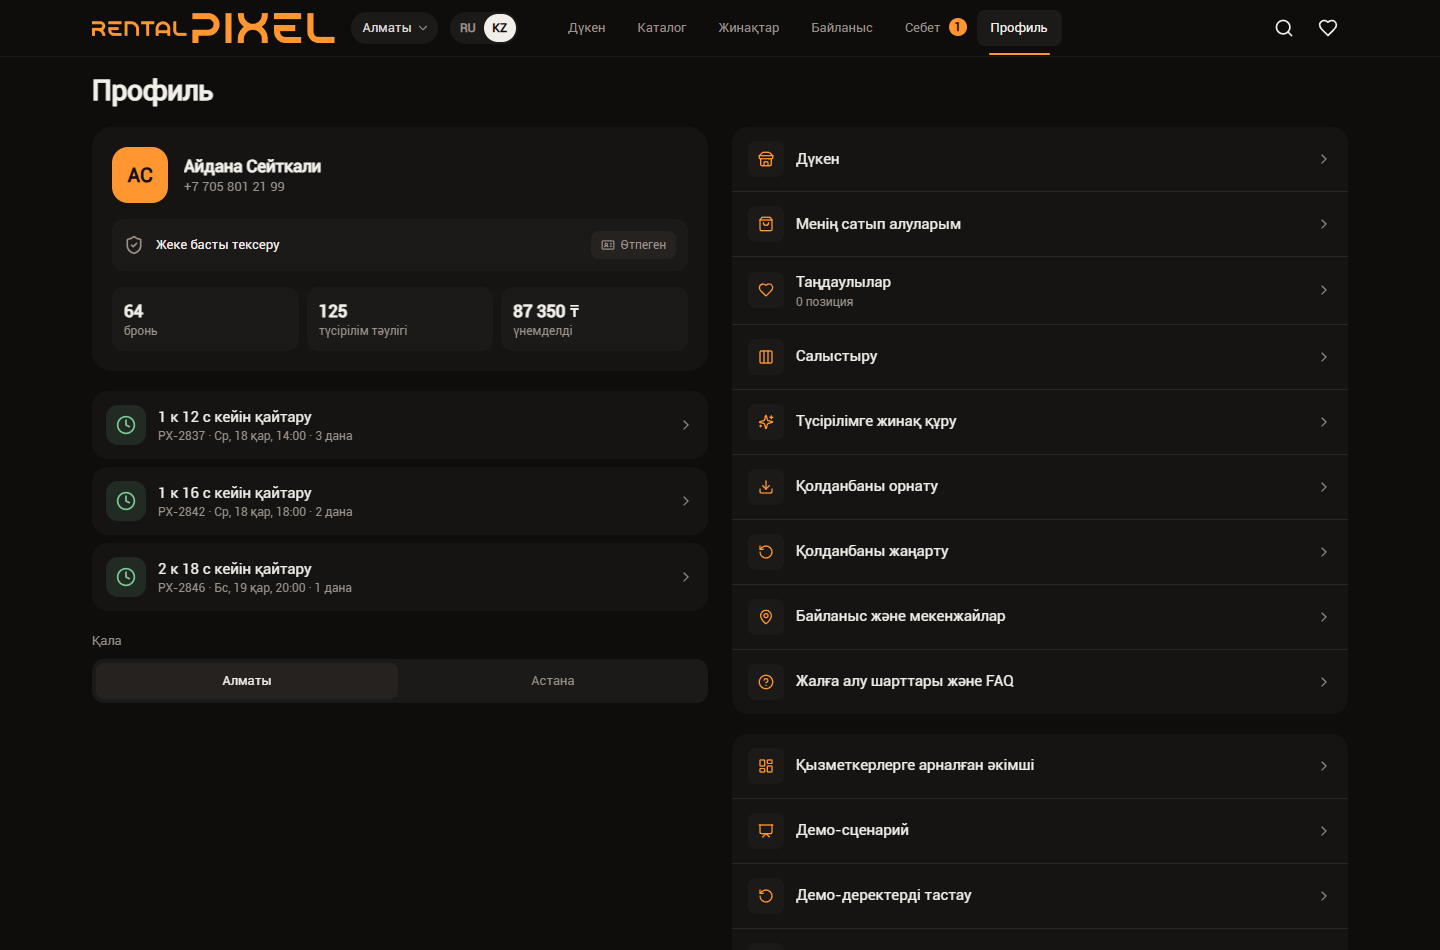 RENTAL PIXEL
Алматы
RU KZ
Дүкен
Каталог
Жинақтар
Байланыс
Себет 1
Профиль
Профиль
АС
Айдана Сейткали
+7 705 801 21 99
Жеке басты тексеру
Өтпеген
64
бронь
125
түсірілім тәулігі
87 350 ₸
үнемделді
1 к 12 с кейін қайтару
PX-2837 · Ср, 18 қар, 14:00 · 3 дана
1 к 16 с кейін қайтару
PX-2842 · Ср, 18 қар, 18:00 · 2 дана
2 к 18 с кейін қайтару
PX-2846 · Бс, 19 қар, 20:00 · 1 дана
Қала
Алматы
Астана
Дүкен
Менің сатып алуларым
Таңдаулылар
0 позиция
Салыстыру
Түсірілімге жинақ құру
Қолданбаны орнату
Қолданбаны жаңарту
Байланыс және мекенжайлар
Жалға алу шарттары және FAQ
Қызметкерлерге арналған әкімші
Демо-сценарий
Демо-деректерді тастау